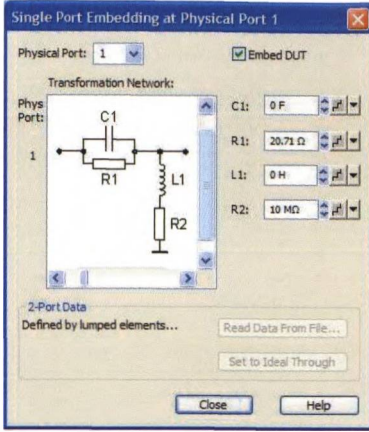 Single Port Embedding at Physical Port 1
Physical Port: 1
Embed DUT
Transformation Network:
Phys Port:
1
C1
R1
L1
R2
C1: 0 F
R1: 20.71 Ω
L1: 0 H
R2: 10 MΩ
2-Port Data
Defined by lumped elements...
Read Data From File...
Set to Ideal Through
Close
Help